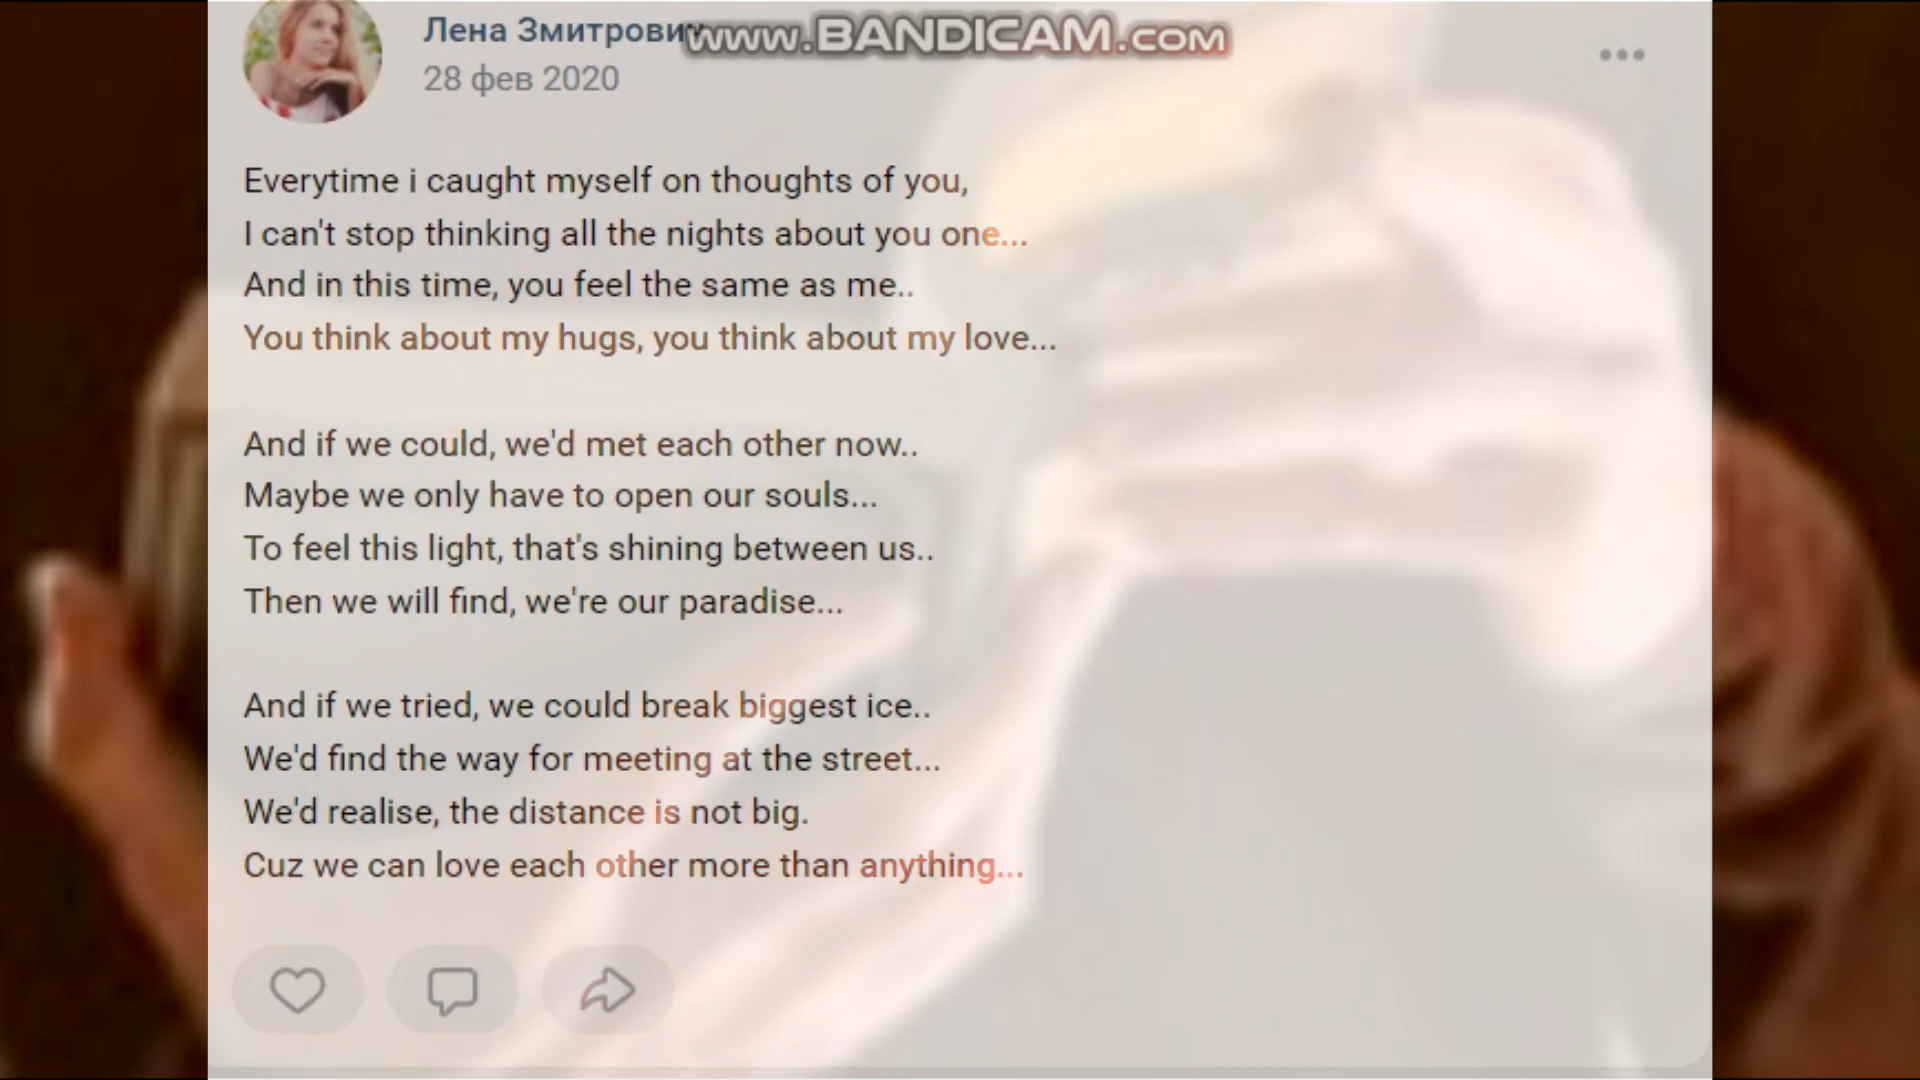 Лена Змитрович
www.BANDICAM.com
28 фев 2020
Everytime i caught myself on thoughts of you,
I can't stop thinking all the nights about you one...
And in this time, you feel the same as me..
You think about my hugs, you think about my love...
And if we could, we'd met each other now..
Maybe we only have to open our souls...
To feel this light, that's shining between us..
Then we will find, we're our paradise...
And if we tried, we could break biggest ice..
We'd find the way for meeting at the street...
We'd realise, the distance is not big.
Cuz we can love each other more than anything...